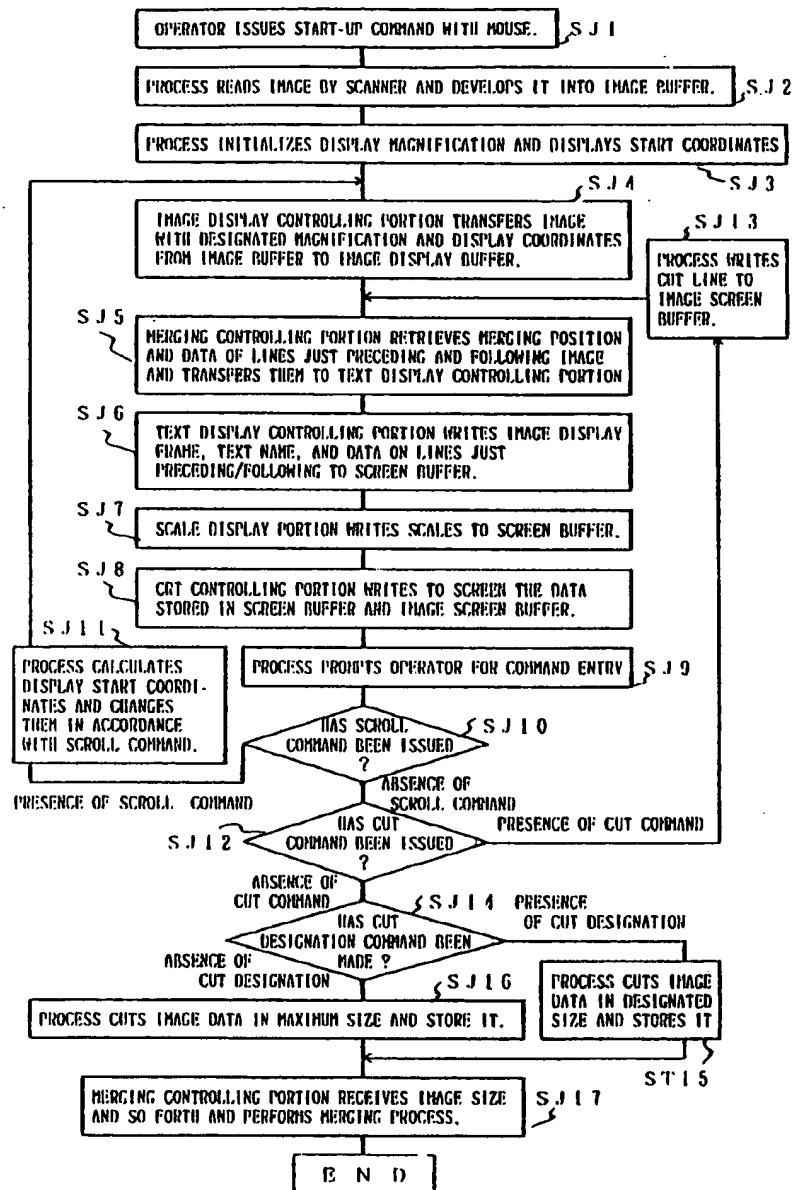 OPERATOR ISSUES START-UP COMMAND WITH MOUSE.
SJ1
PROCESS READS IMAGE BY SCANNER AND DEVELOPS IT INTO IMAGE BUFFER.
SJ2
PROCESS INITIALIZES DISPLAY MAGNIFICATION AND DISPLAYS START COORDINATES
SJ3
SJ4
IMAGE DISPLAY CONTROLLING PORTION TRANSFERS IMAGE
WITH DESIGNATED MAGNIFICATION AND DISPLAY COORDINATES
FROM IMAGE BUFFER TO IMAGE DISPLAY BUFFER.
SJ13
PROCESS WRITES
CUT LINE TO
IMAGE SCREEN
BUFFER.
SJ5
MERGING CONTROLLING PORTION RETRIEVES MERGING POSITION
AND DATA OF LINES JUST PRECEDING AND FOLLOWING IMAGE
AND TRANSFERS THEM TO TEXT DISPLAY CONTROLLING PORTION
SJ6
TEXT DISPLAY CONTROLLING PORTION WRITES IMAGE DISPLAY
FRAME, TEXT NAME, AND DATA ON LINES JUST
PRECEDING/FOLLOWING TO SCREEN BUFFER.
SJ7
SCALE DISPLAY PORTION WRITES SCALES TO SCREEN BUFFER.
SJ8
CRT CONTROLLING PORTION WRITES TO SCREEN THE DATA
STORED IN SCREEN BUFFER AND IMAGE SCREEN BUFFER.
SJ11
PROCESS CALCULATES
DISPLAY START COORDI-
NATES AND CHANGES
THEM IN ACCORDANCE
WITH SCROLL COMMAND.
PROCESS PROMPTS OPERATOR FOR COMMAND ENTRY
SJ9
HAS SCROLL
COMMAND BEEN ISSUED
?
SJ10
PRESENCE OF SCROLL COMMAND
ABSENCE OF
SCROLL COMMAND
SJ12
HAS CUT
COMMAND BEEN ISSUED
?
PRESENCE OF CUT COMMAND
ABSENCE OF
CUT COMMAND
SJ14
HAS CUT
DESIGNATION COMMAND BEEN
MADE ?
PRESENCE
OF CUT DESIGNATION
ABSENCE OF
CUT DESIGNATION
SJ16
PROCESS CUTS IMAGE DATA IN MAXIMUM SIZE AND STORE IT.
PROCESS CUTS IMAGE
DATA IN DESIGNATED
SIZE AND STORES IT
ST15
MERGING CONTROLLING PORTION RECEIVES IMAGE SIZE
AND SO FORTH AND PERFORMS MERGING PROCESS.
SJ17
END